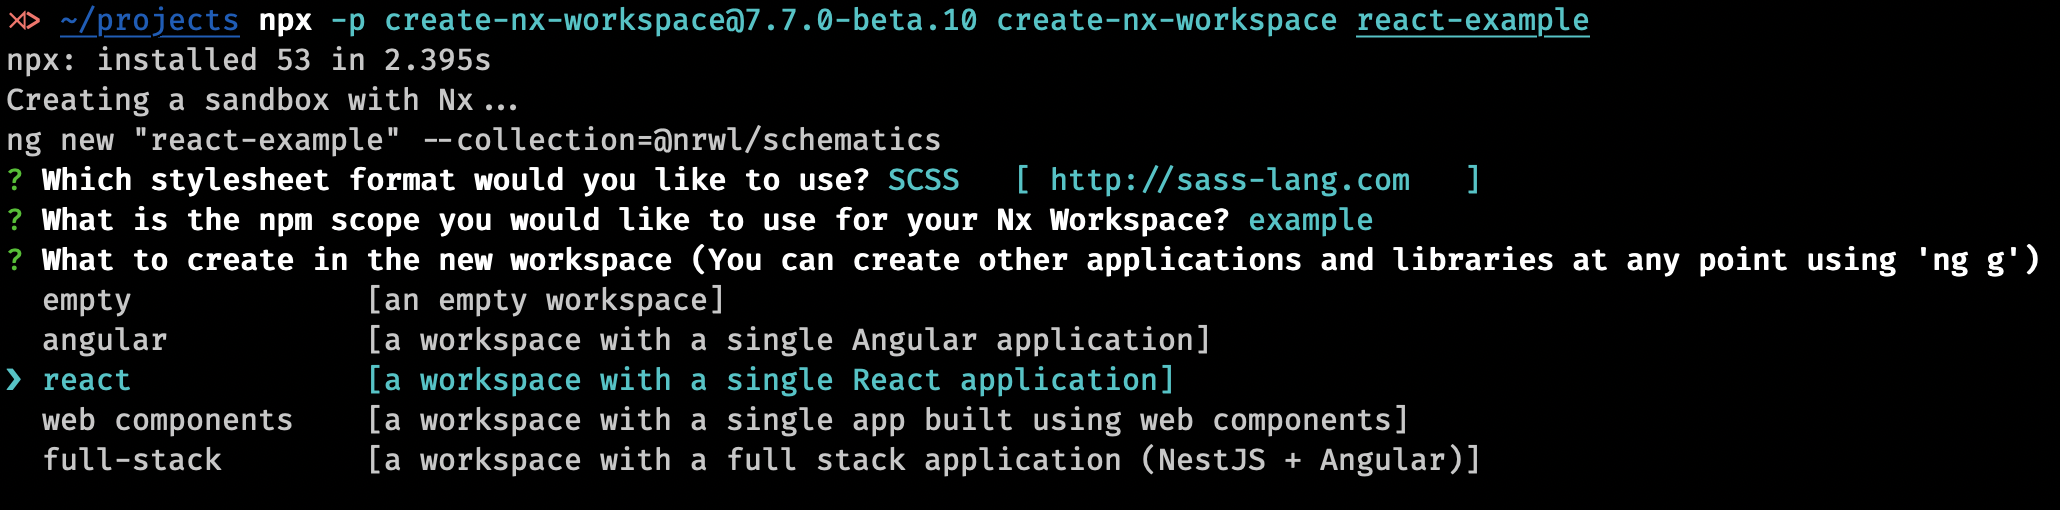 ~/projects npx -p create-nx-workspace@7.7.0-beta.10 create-nx-workspace react-example
npx: installed 53 in 2.395s
Creating a sandbox with Nx...
ng new "react-example" --collection=@nrwl/schematics
? Which stylesheet format would you like to use? SCSS   [ http://sass-lang.com   ]
? What is the npm scope you would like to use for your Nx Workspace? example
? What to create in the new workspace (You can create other applications and libraries at any point using 'ng g')
  empty             [an empty workspace]
  angular           [a workspace with a single Angular application]
❯ react             [a workspace with a single React application]
  web components    [a workspace with a single app built using web components]
  full-stack        [a workspace with a full stack application (NestJS + Angular)]